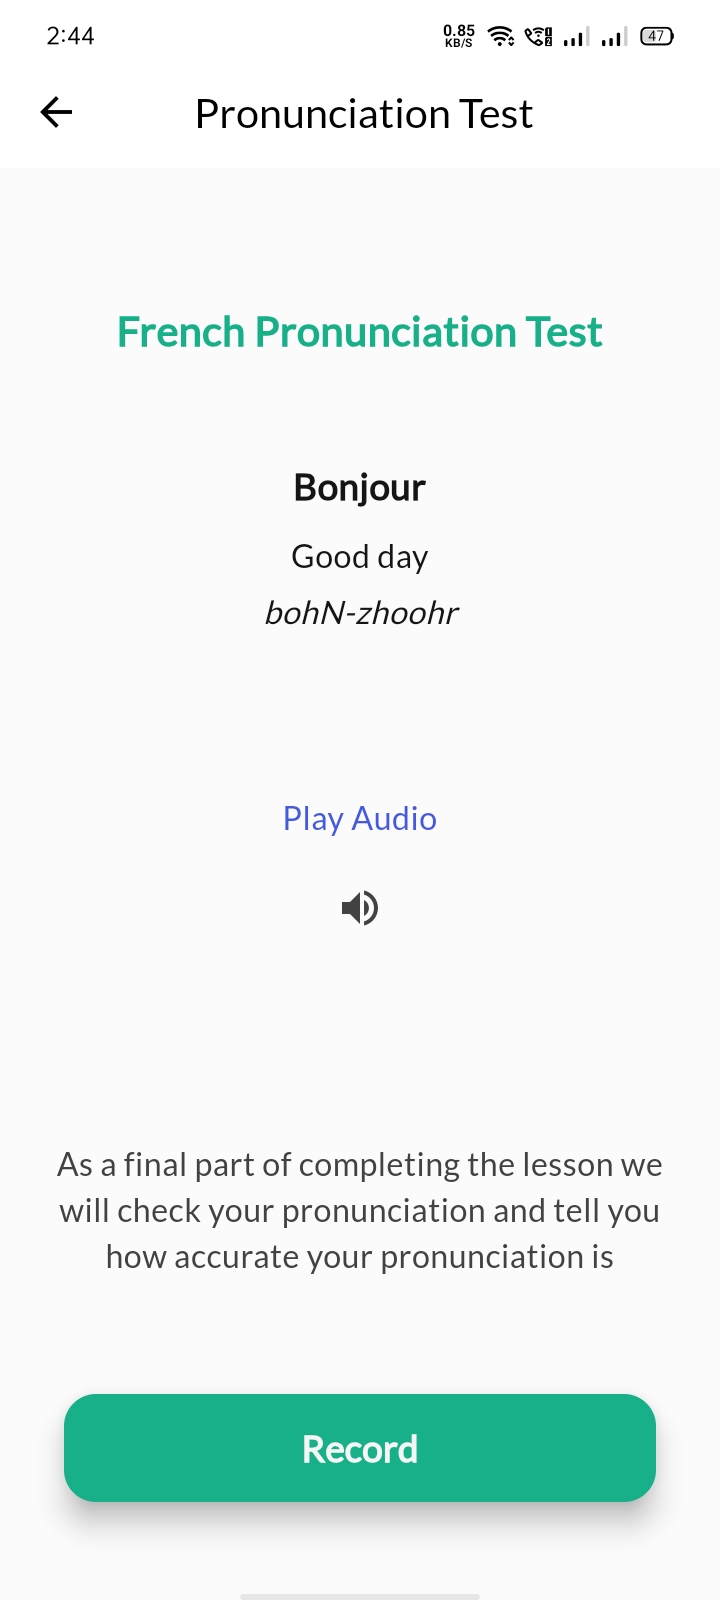 2:44
0.85
KB/S
47
Pronunciation Test
French Pronunciation Test
Bonjour
Good day
bohN-zhoohr
Play Audio
As a final part of completing the lesson we
will check your pronunciation and tell you
how accurate your pronunciation is
Record